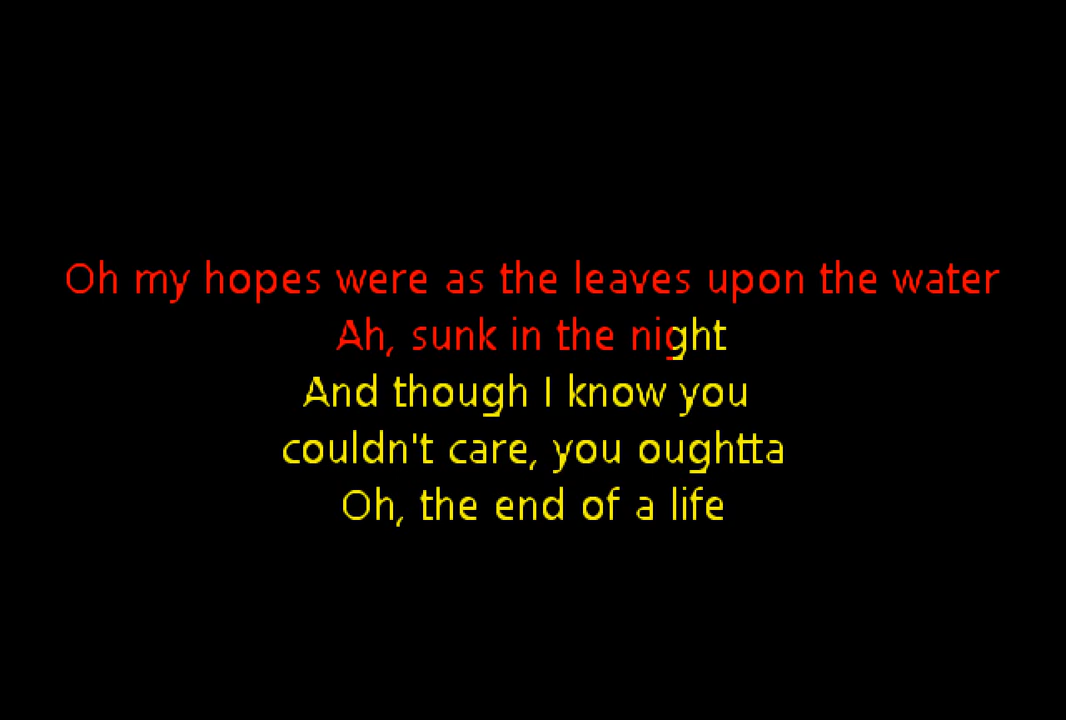 Oh my hopes were as the leaves upon the water
Ah, sunk in the night
And though I know you
couldn't care, you oughtta
Oh, the end of a life